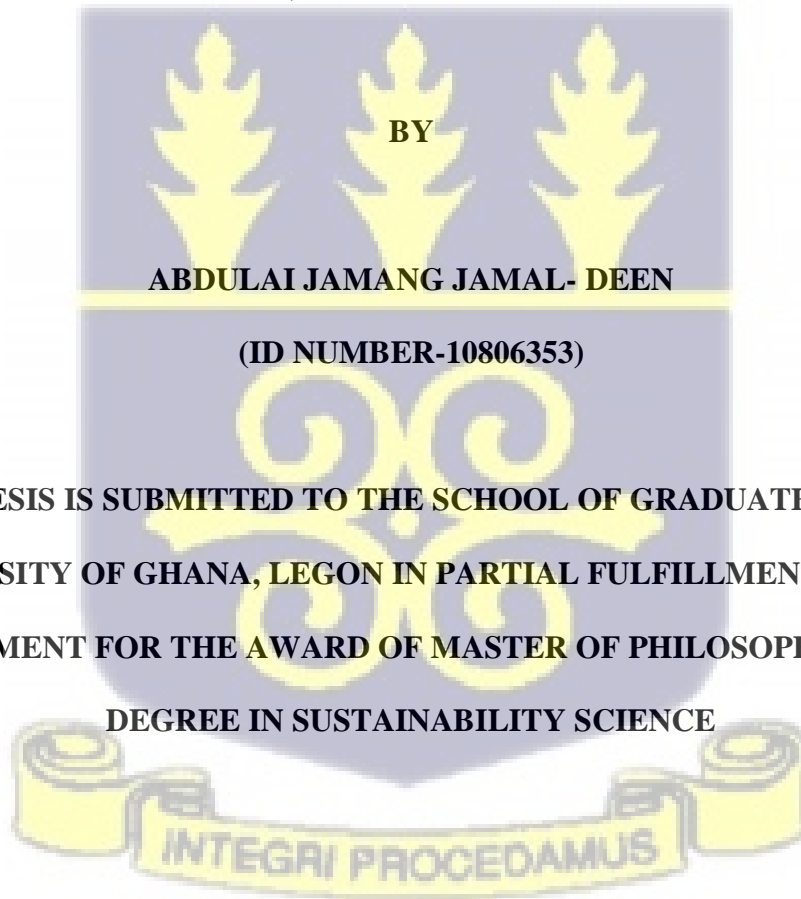 BY
ABDULAI JAMANG JAMAL- DEEN
(ID NUMBER-10806353)
ESIS IS SUBMITTED TO THE SCHOOL OF GRADUATE
SITY OF GHANA, LEGON IN PARTIAL FULFILLMEN
MENT FOR THE AWARD OF MASTER OF PHILOSOP
DEGREE IN SUSTAINABILITY SCIENCE
INTEGRI PROCEDAMUS